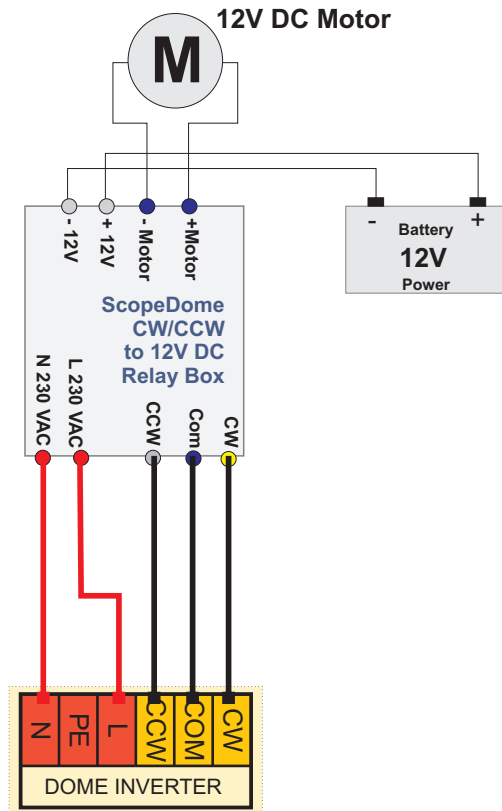 12V DC Motor
M
- 12V
+ 12V
- Motor
+Motor
- +
Battery
12V
Power
ScopeDome
CW/CCW
to 12V DC
Relay Box
N 230 VAC
L 230 VAC
CCW
Com
CW
N
PE
L
CCW
COM
CW
DOME INVERTER